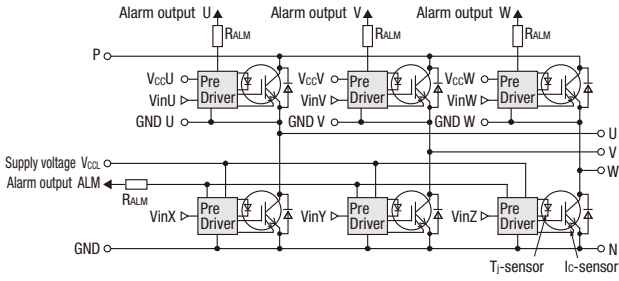 Alarm output U Alarm output V Alarm output W
RALM RALM RALM
P
VCCU Pre Driver VCCV Pre Driver VCCW Pre Driver
VinU VinV VinW
GND U GND V GND W
U
V
W
Supply voltage VCCL
Alarm output ALM
RALM
VinX Pre Driver VinY Pre Driver VinZ Pre Driver
GND N
Tj-sensor IC-sensor